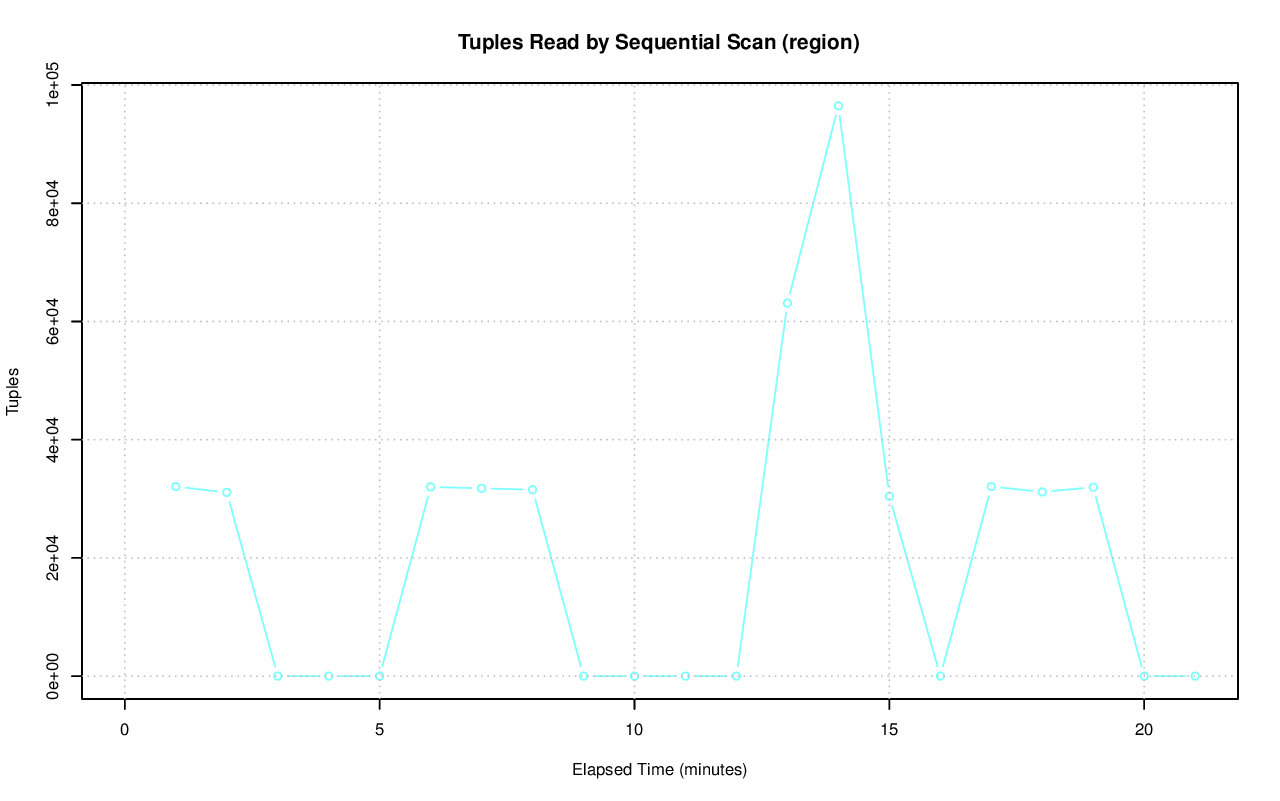 Tuples Read by Sequential Scan (region)
1e+05
8e+04
6e+04
4e+04
2e+04
0e+00
Tuples
0 5 10 15 20
Elapsed Time (minutes)